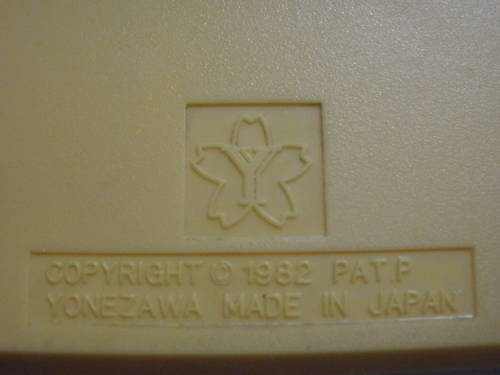 Y
COPYRIGHT © 1982 PAT.P
YONEZAWA MADE IN JAPAN